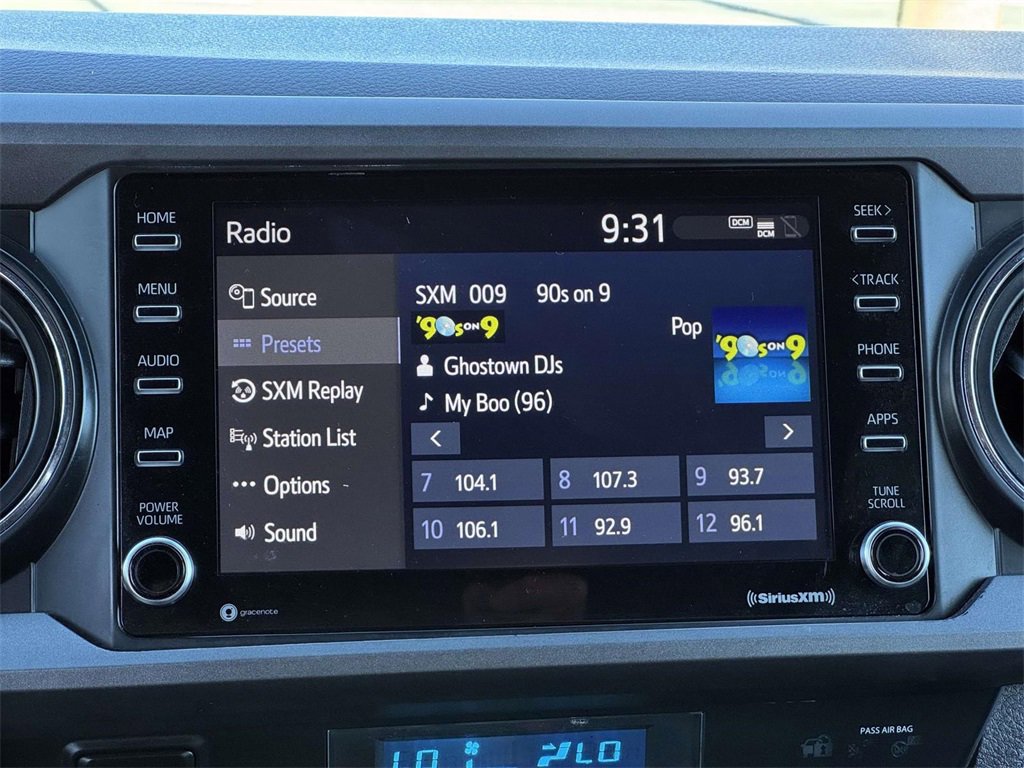 HOME
MENU
AUDIO
MAP
POWER
VOLUME
Radio 9:31 DCM DCM
Source
Presets
SXM Replay
Station List
••• Options
Sound
SXM 009 90s on 9
'90s ON 9 Pop
'90s ON 9
Ghostown DJs
My Boo (96)
< >
7 104.1 8 107.3 9 93.7
10 106.1 11 92.9 12 96.1
SEEK >
< TRACK
PHONE
APPS
TUNE
SCROLL
gracenote
((SiriusXM))
LO LO
PASS AIR BAG